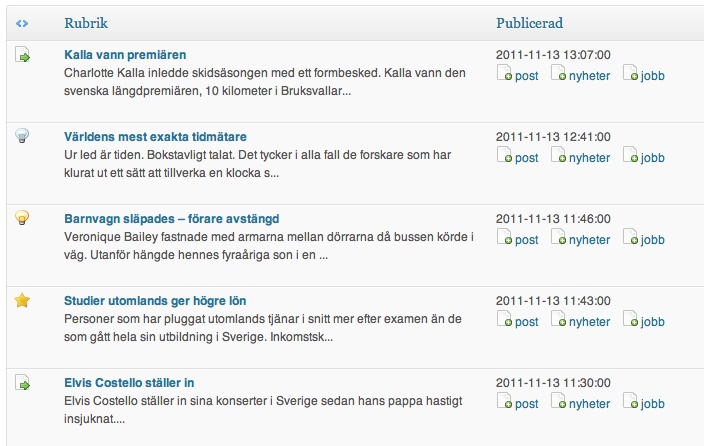 Rubrik Publicerad
Kalla vann premiären 2011-11-13 13:07:00
Charlotte Kalla inledde skidsäsongen med ett formbesked. Kalla vann den post nyheter jobb
svenska längdpremiären, 10 kilometer i Bruksvallar...
Världens mest exakta tidmätare 2011-11-13 12:41:00
Ur led är tiden. Bokstavligt talat. Det tycker i alla fall de forskare som har post nyheter jobb
klurat ut ett sätt att tillverka en klocka s...
Barnvagn släpades – förare avstängd 2011-11-13 11:46:00
Veronique Bailey fastnade med armarna mellan dörrarna då bussen körde i post nyheter jobb
väg. Utanför hängde hennes fyraåriga son i en ...
Studier utomlands ger högre lön 2011-11-13 11:43:00
Personer som har pluggat utomlands tjänar i snitt mer efter examen än de post nyheter jobb
som gått hela sin utbildning i Sverige. Inkomstsk...
Elvis Costello ställer in 2011-11-13 11:30:00
Elvis Costello ställer in sina konserter i Sverige sedan hans pappa hastigt post nyheter jobb
insjuknat....